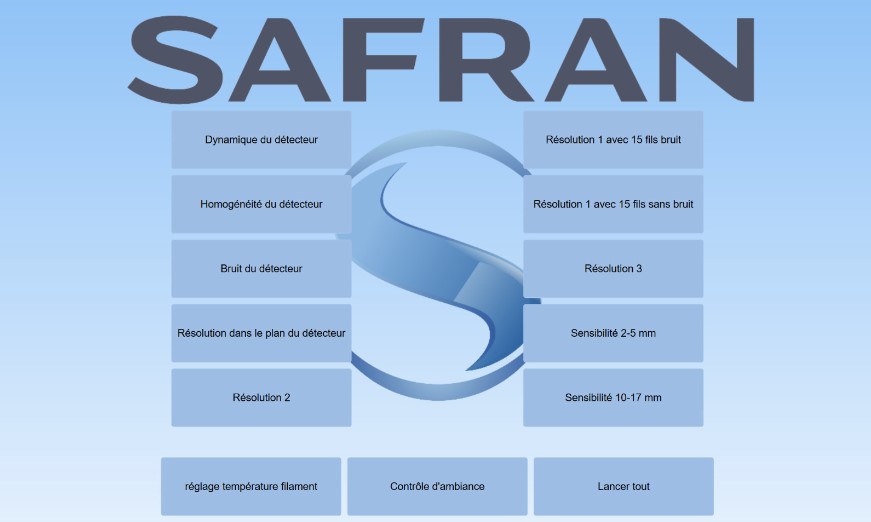 SAFRAN
Dynamique du détecteur
Résolution 1 avec 15 fils bruit
Homogénéité du détecteur
Résolution 1 avec 15 fils sans bruit
Bruit du détecteur
Résolution 3
Résolution dans le plan du détecteur
Sensibilité 2-5 mm
Résolution 2
Sensibilité 10-17 mm
réglage température filament
Contrôle d'ambiance
Lancer tout